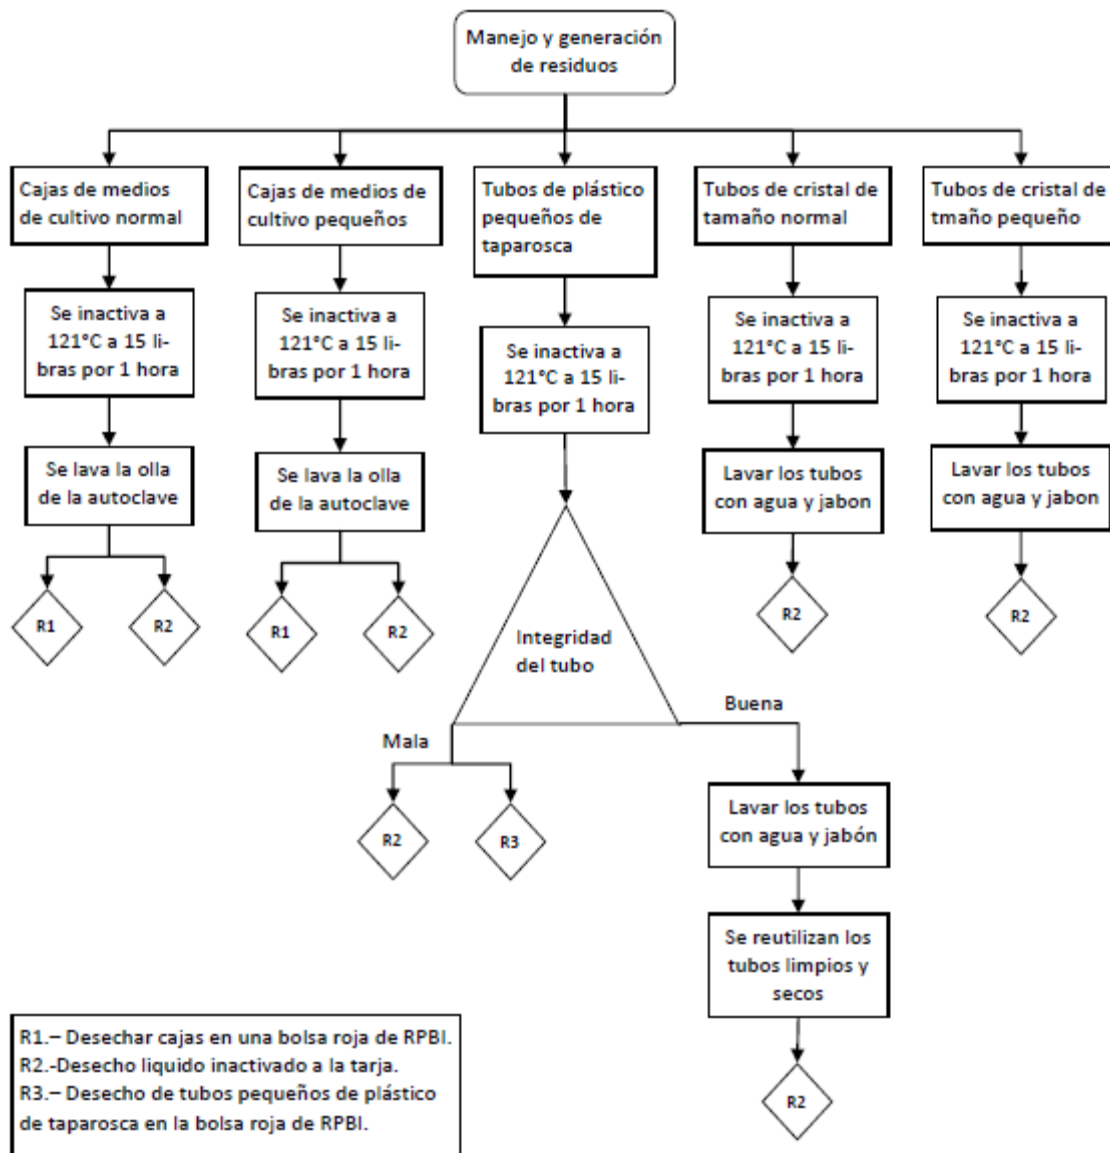 Manejo y generación
de residuos
Cajas de medios
de cultivo normal
Cajas de medios de
cultivo pequeños
Tubos de plástico
pequeños de
taparosca
Tubos de cristal de
tamaño normal
Tubos de cristal de
tmaño pequeño
Se inactiva a
121°C a 15 li-
bras por 1 hora
Se inactiva a
121°C a 15 li-
bras por 1 hora
Se inactiva a
121°C a 15 li-
bras por 1 hora
Se inactiva a
121°C a 15 li-
bras por 1 hora
Se inactiva a
121°C a 15 li-
bras por 1 hora
Se lava la olla
de la autoclave
Se lava la olla
de la autoclave
Lavar los tubos
con agua y jabon
Lavar los tubos
con agua y jabon
R1
R2
R1
R2
R2
R2
Integridad
del tubo
Mala
Buena
R2
R3
Lavar los tubos
con agua y jabón
Se reutilizan los
tubos limpios y
secos
R2
R1.– Desechar cajas en una bolsa roja de RPBI.
R2.-Desecho liquido inactivado a la tarja.
R3.– Desecho de tubos pequeños de plástico
de taparosca en la bolsa roja de RPBI.